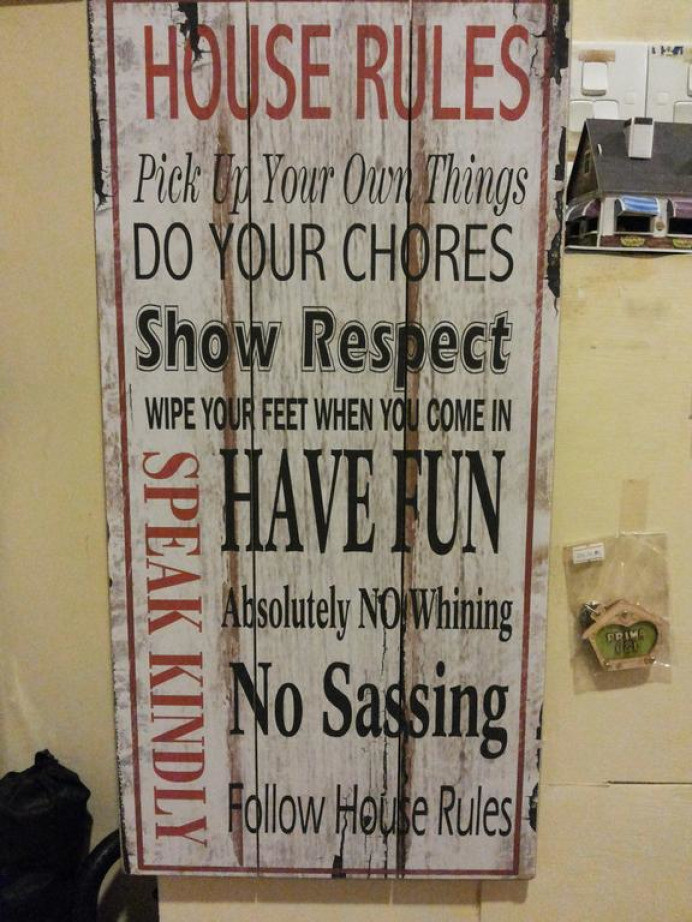 HOUSE RULES
Pick Up Your Own Things
DO YOUR CHORES
Show Respect
WIPE YOUR FEET WHEN YOU COME IN
SPEAK KINDLY
HAVE FUN
Absolutely NO Whining
No Sassing
Follow House Rules